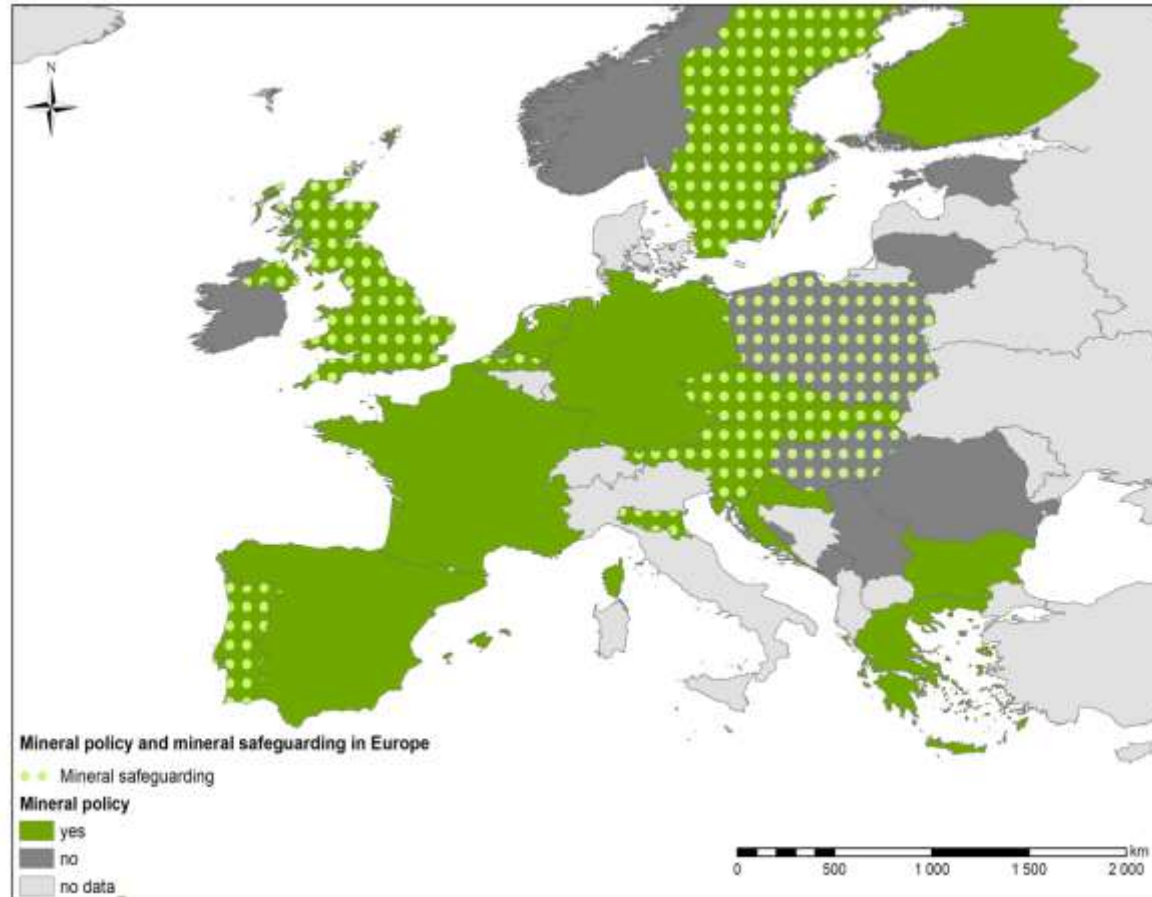 N
Mineral policy and mineral safeguarding in Europe
Mineral safeguarding
Mineral policy
yes
no
no data
km
0 500 1 000 1 500 2 000